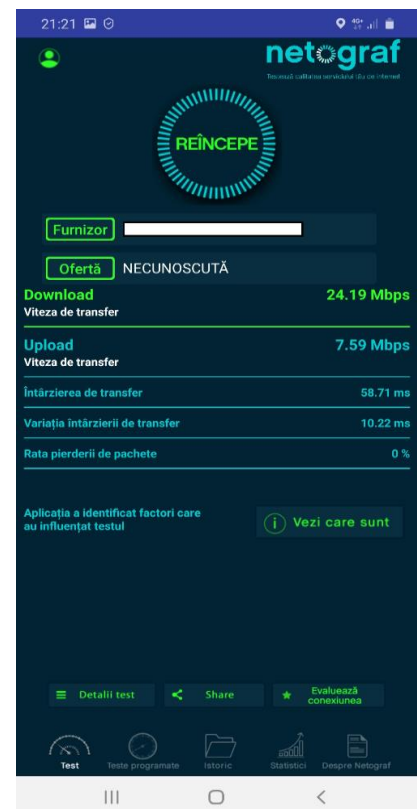 21:21
netograf
Testează calitatea serviciului tău de internet
REÎNCEPE
Furnizor
Ofertă NECUNOSCUTĂ
Download 24.19 Mbps
Viteza de transfer
Upload 7.59 Mbps
Viteza de transfer
Întârzierea de transfer 58.71 ms
Variația întârzierii de transfer 10.22 ms
Rata pierderii de pachete 0 %
Aplicația a identificat factori care
au influențat testul
i Vezi care sunt
Detalii test Share Evaluează
conexiunea
Test Teste programate Istoric Statistici Despre Netograf